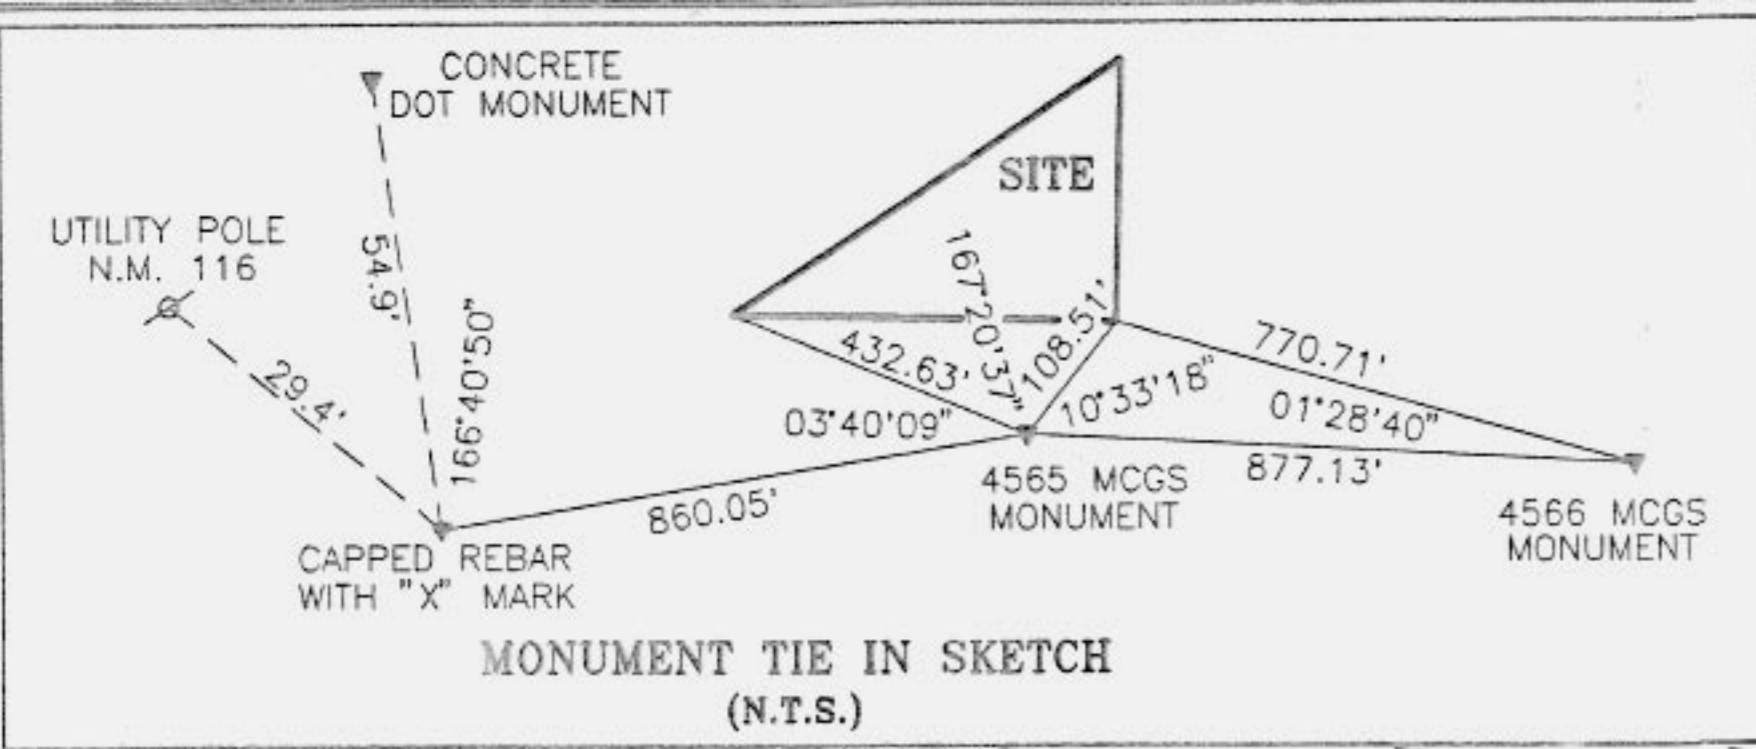 CONCRETE
DOT MONUMENT
SITE
UTILITY POLE
N.M. 116
54.9'
166°40'50"
29.4'
167°20'37"
108.51'
432.63'
770.71'
10°33'18"
01°28'40"
03°40'09"
877.13'
860.05'
4565 MCGS
MONUMENT
4566 MCGS
MONUMENT
CAPPED REBAR
WITH "X" MARK
MONUMENT TIE IN SKETCH
(N.T.S.)